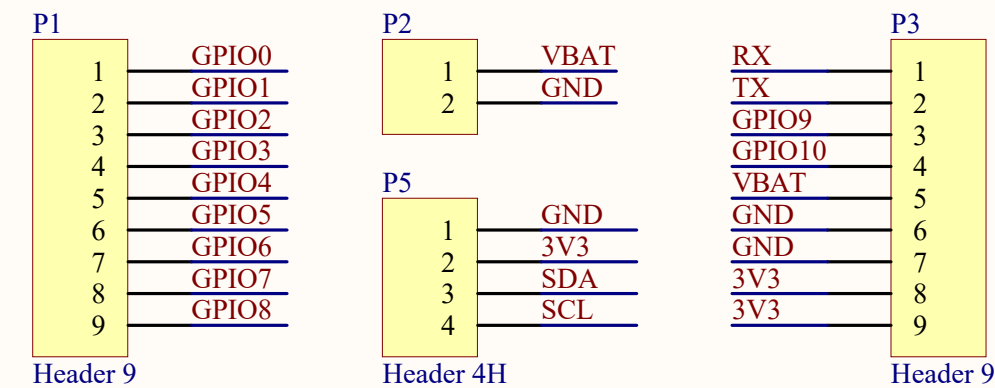 P1
1 GPIO0
2 GPIO1
3 GPIO2
4 GPIO3
5 GPIO4
6 GPIO5
7 GPIO6
8 GPIO7
9 GPIO8
Header 9
P2
1 VBAT
2 GND
P5
1 GND
2 3V3
3 SDA
4 SCL
Header 4H
P3
RX 1
TX 2
GPIO9 3
GPIO10 4
VBAT 5
GND 6
GND 7
3V3 8
3V3 9
Header 9